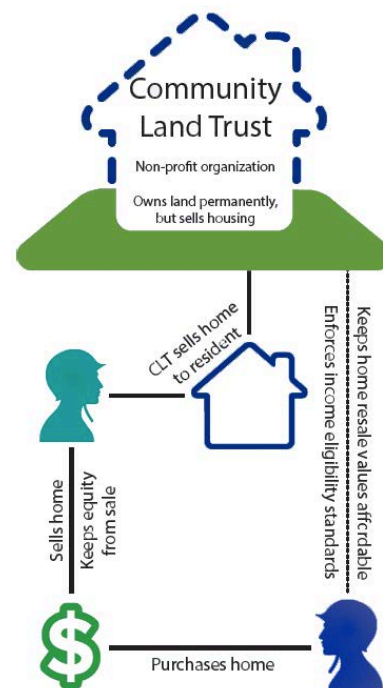 Community
Land Trust
Non-profit organization
Owns land permanently,
but sells housing
CLT sells home
to resident
Keeps home resale values affordable
Enforces income eligibility standards
Sells home
Keeps equity
from sale
$
Purchases home